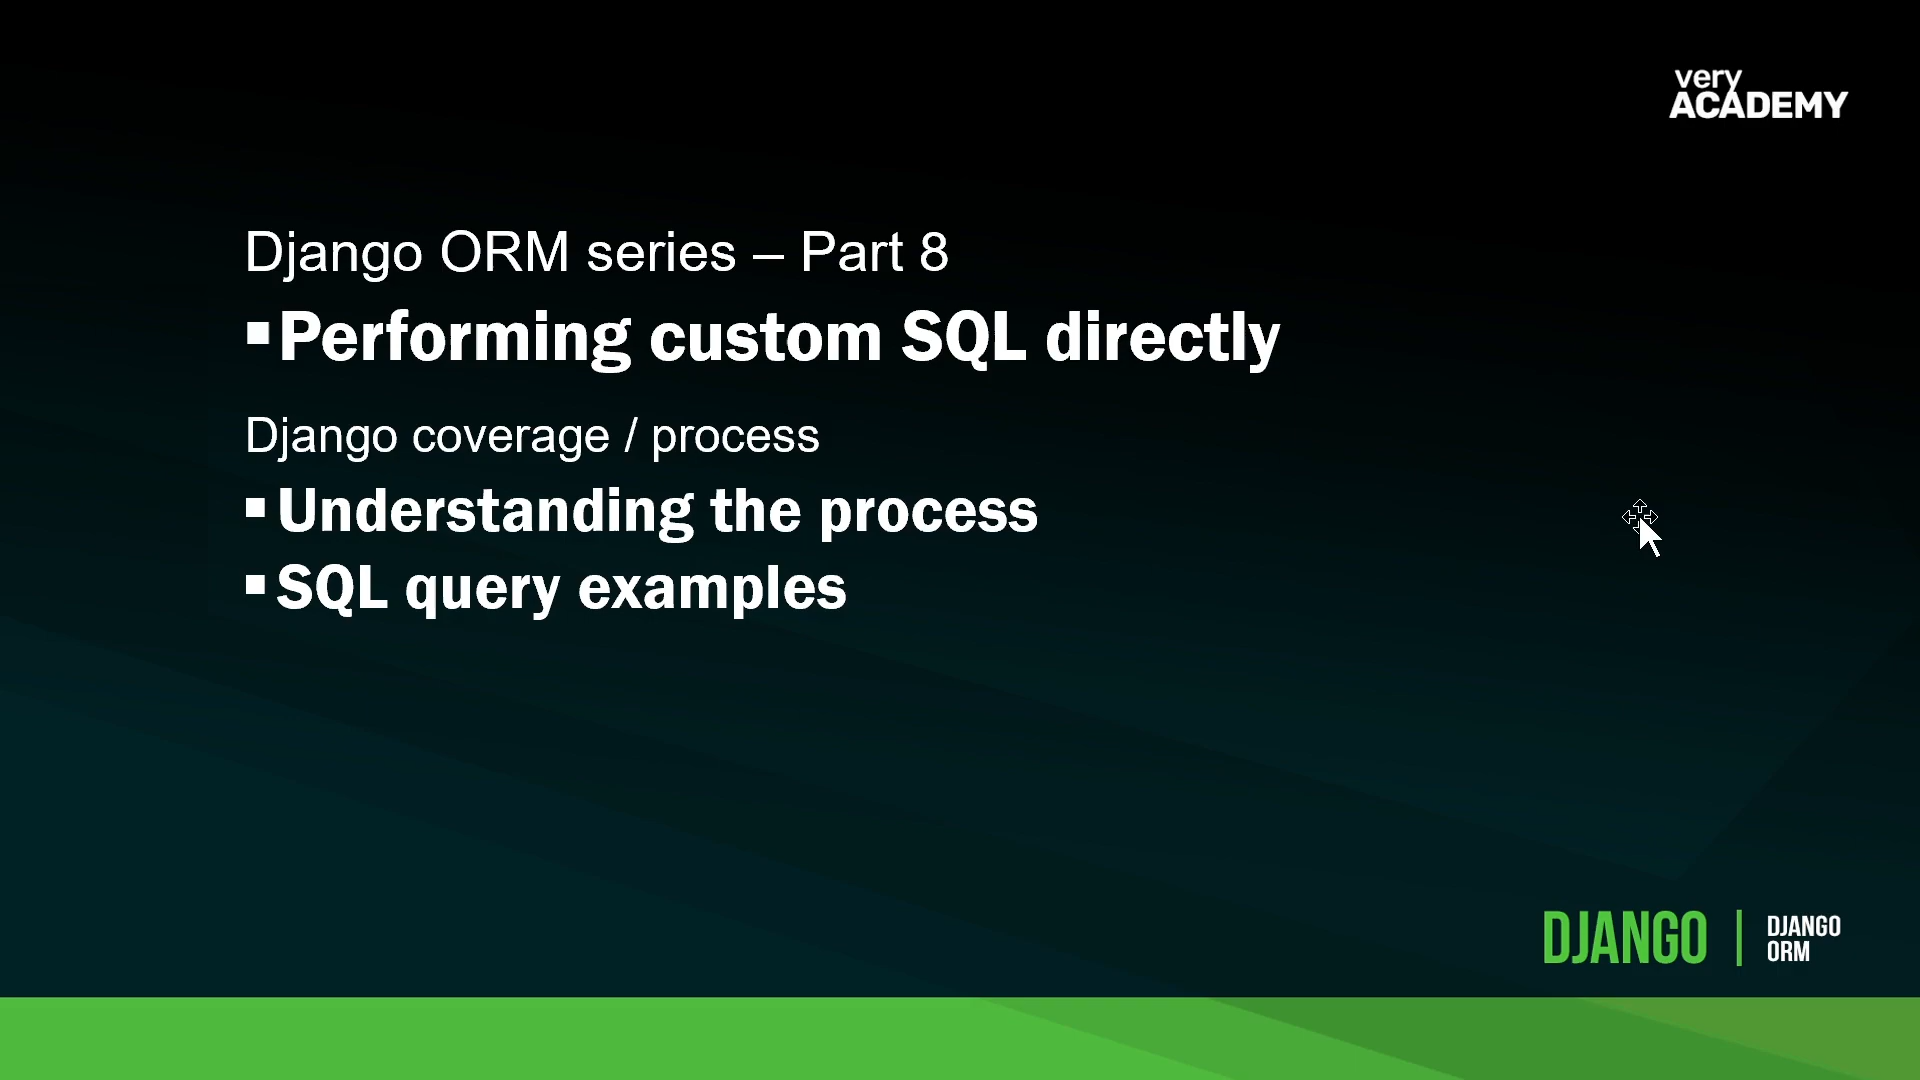 very
ACADEMY
Django ORM series – Part 8
▪Performing custom SQL directly
Django coverage / process
▪Understanding the process
▪SQL query examples
DJANGO | DJANGO
ORM